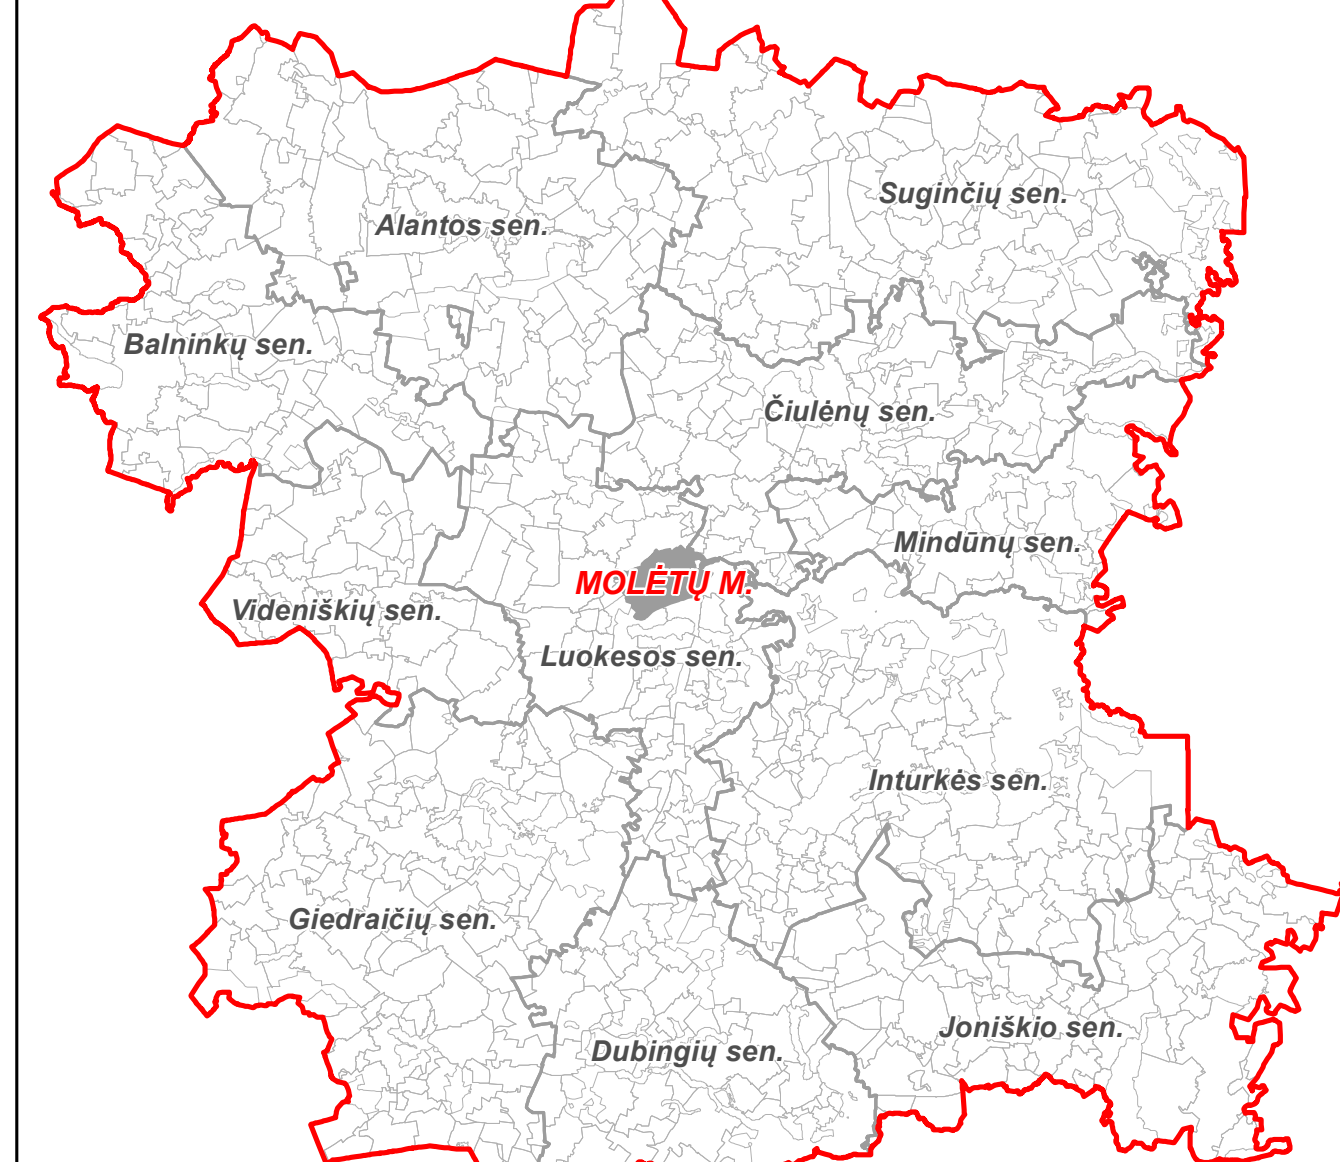 Suginčių sen.
Alantos sen.
Balninkų sen.
Čiulėnų sen.
Mindūnų sen.
MOLĖTŲ M.
Videniškių sen.
Luokesos sen.
Inturkės sen.
Giedraičių sen.
Joniškio sen.
Dubingių sen.